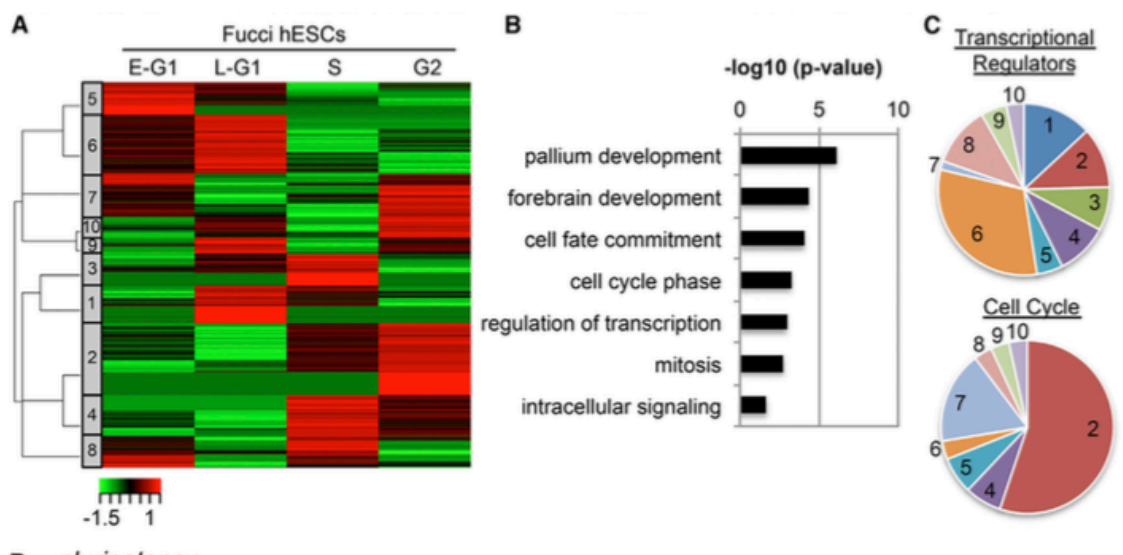 A
Fucci hESCs
E-G1 L-G1 S G2
5
6
7
10
9
3
1
2
4
8
-1.5 1
B
-log10 (p-value)
0 5 10
pallium development
forebrain development
cell fate commitment
cell cycle phase
regulation of transcription
mitosis
intracellular signaling
C
Transcriptional
Regulators
10
9 1
8 2
7 3
6 4
5
Cell Cycle
8 9 10
7
2
6
5
4